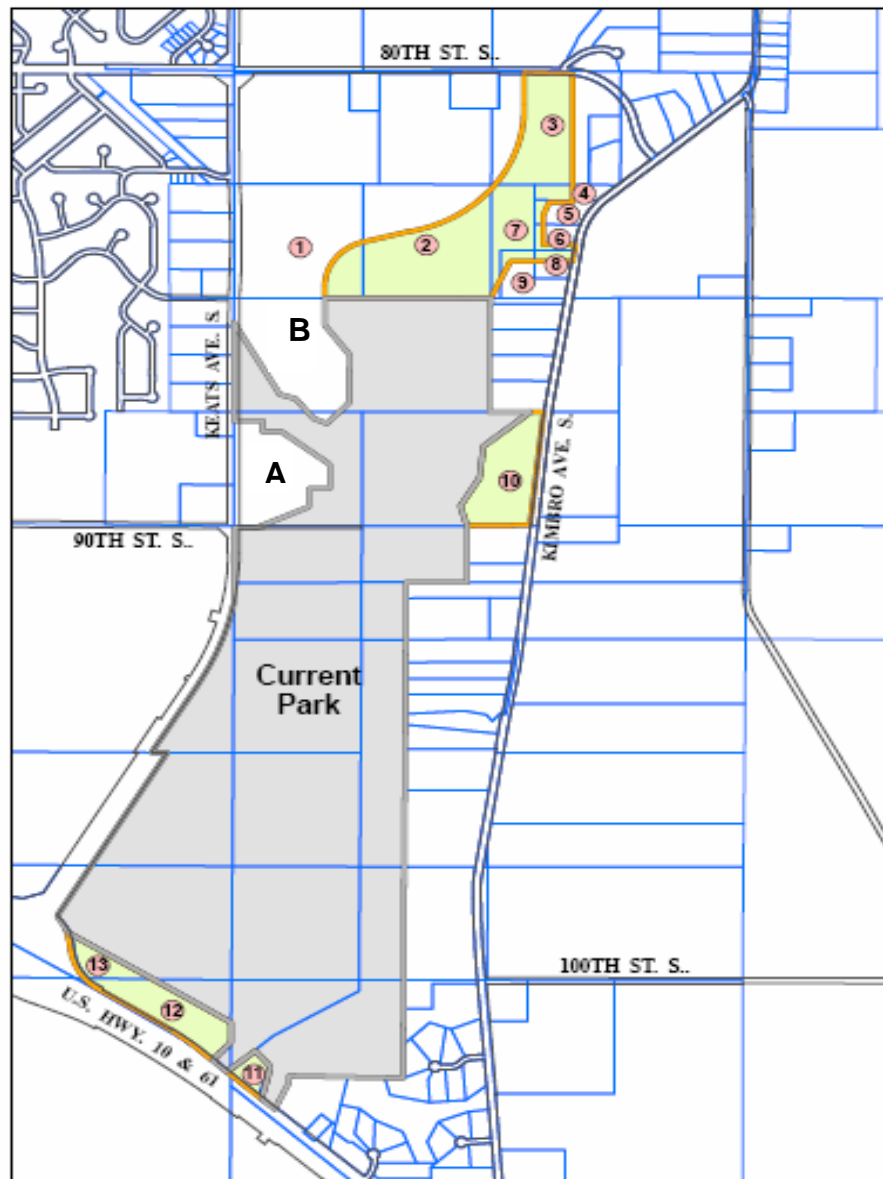 80TH ST. S..
3
4
5
7
6
1
2
8
9
B
KEATS AVE. S.
A
10
KIMBRO AVE. S.
90TH ST. S..
Current
Park
13
100TH ST. S..
12
U.S. HWY. 10 & 61
11